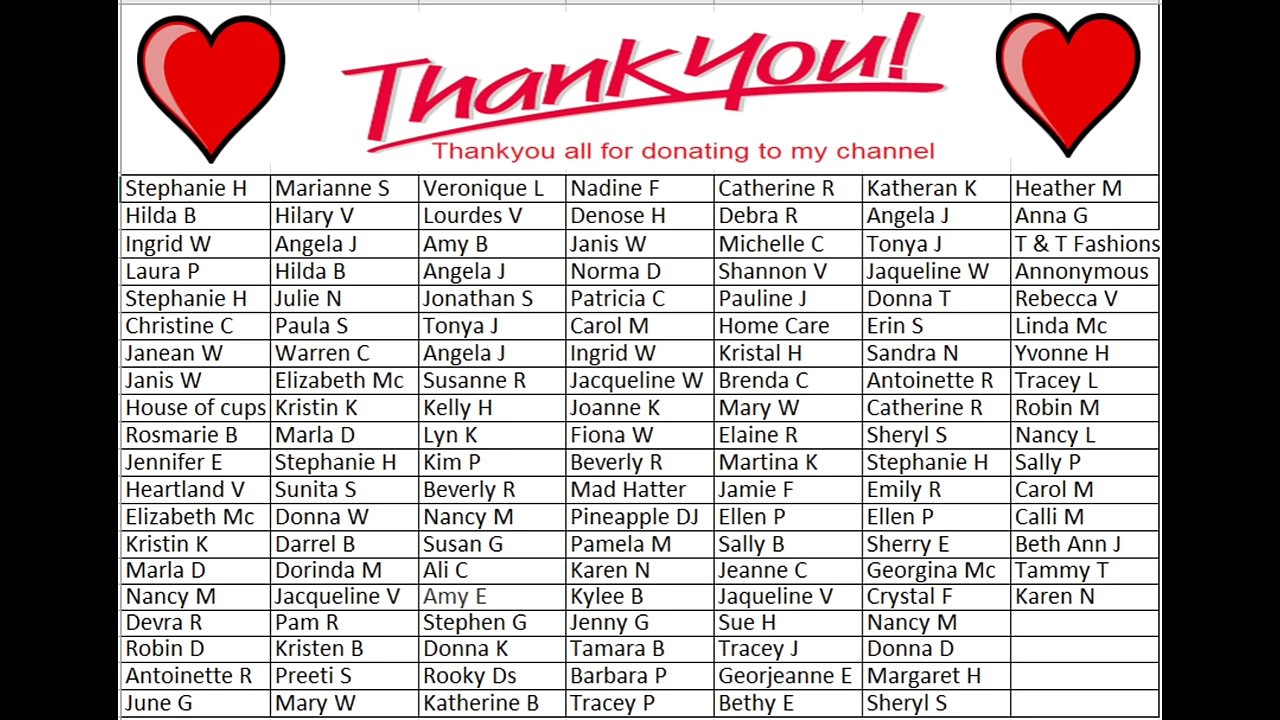 Thank You!
Thankyou all for donating to my channel
Stephanie H Marianne S Veronique L Nadine F Catherine R Katheran K Heather M
Hilda B Hilary V Lourdes V Denose H Debra R Angela J Anna G
Ingrid W Angela J Amy B Janis W Michelle C Tonya J T & T Fashions
Laura P Hilda B Angela J Norma D Shannon V Jaqueline W Annonymous
Stephanie H Julie N Jonathan S Patricia C Pauline J Donna T Rebecca V
Christine C Paula S Tonya J Carol M Home Care Erin S Linda Mc
Janean W Warren C Angela J Ingrid W Kristal H Sandra N Yvonne H
Janis W Elizabeth Mc Susanne R Jacqueline W Brenda C Antoinette R Tracey L
House of cups Kristin K Kelly H Joanne K Mary W Catherine R Robin M
Rosmarie B Marla D Lyn K Fiona W Elaine R Sheryl S Nancy L
Jennifer E Stephanie H Kim P Beverly R Martina K Stephanie H Sally P
Heartland V Sunita S Beverly R Mad Hatter Jamie F Emily R Carol M
Elizabeth Mc Donna W Nancy M Pineapple DJ Ellen P Ellen P Calli M
Kristin K Darrel B Susan G Pamela M Sally B Sherry E Beth Ann J
Marla D Dorinda M Ali C Karen N Jeanne C Georgina Mc Tammy T
Nancy M Jacqueline V Amy E Kylee B Jaqueline V Crystal F Karen N
Devra R Pam R Stephen G Jenny G Sue H Nancy M
Robin D Kristen B Donna K Tamara B Tracey J Donna D
Antoinette R Preeti S Rooky Ds Barbara P Georjeanne E Margaret H
June G Mary W Katherine B Tracey P Bethy E Sheryl S